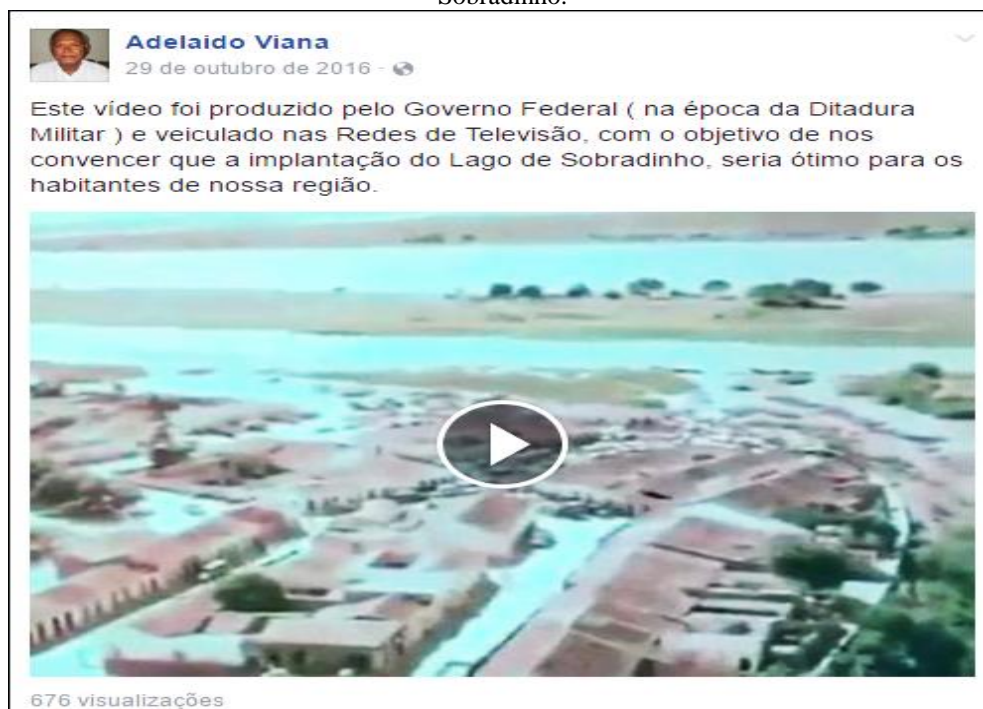 Sobradinho.
Adelaido Viana
29 de outubro de 2016 ·
Este vídeo foi produzido pelo Governo Federal ( na época da Ditadura
Militar ) e veiculado nas Redes de Televisão, com o objetivo de nos
convencer que a implantação do Lago de Sobradinho, seria ótimo para os
habitantes de nossa região.
676 visualizações